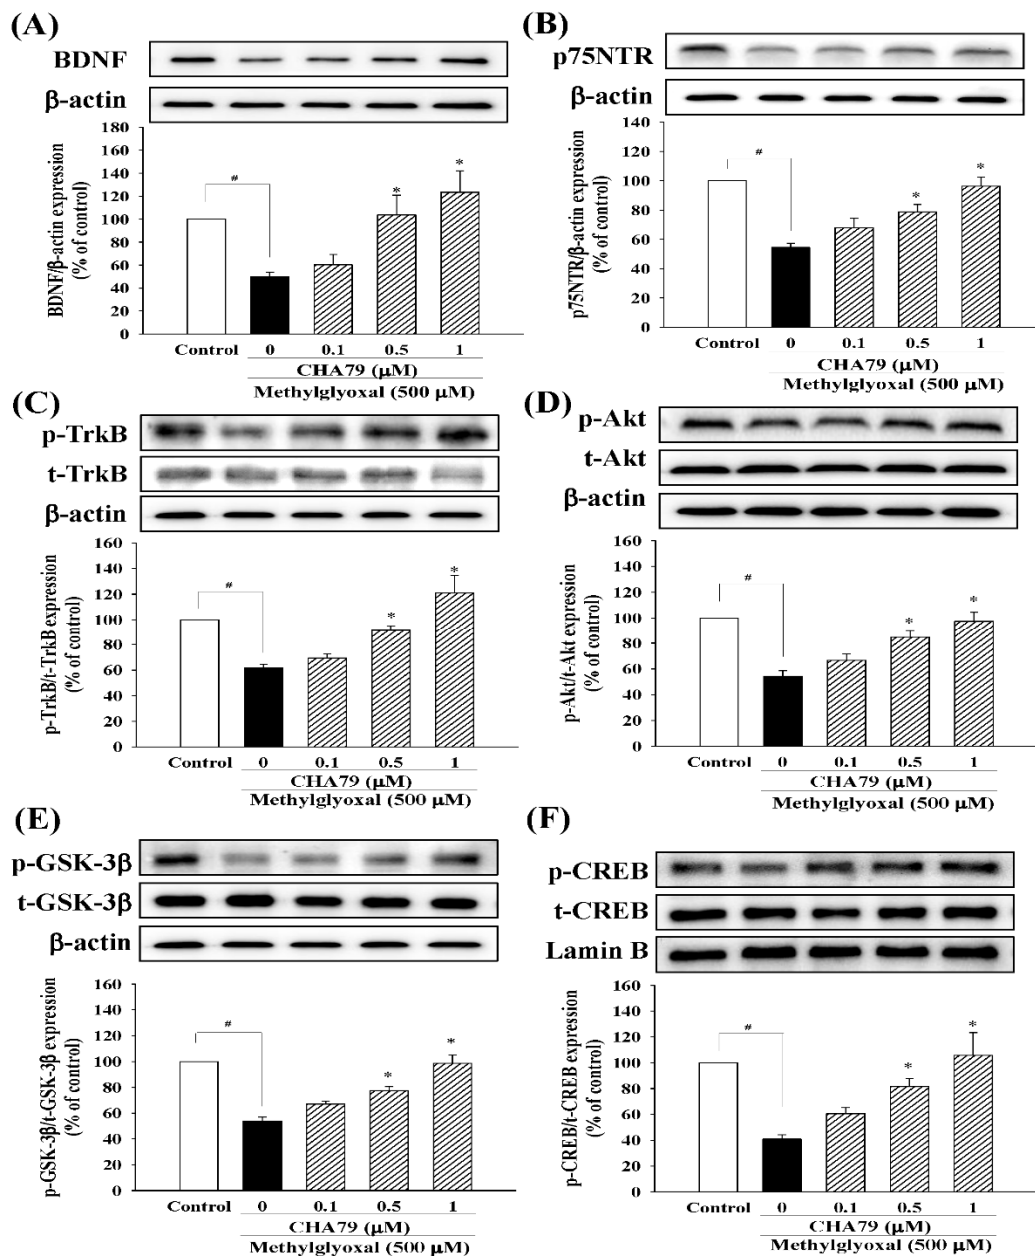 (A)
BDNF
β-actin
BDNF/β-actin expression
(% of control)
180
160
140
120
100
80
60
40
20
0
#
*
*
Control 0 0.1 0.5 1
CHA79 (μM)
Methylglyoxal (500 μM)
(B)
p75NTR
β-actin
p75NTR/β-actin expression
(% of control)
140
120
100
80
60
40
20
0
#
*
*
Control 0 0.1 0.5 1
CHA79 (μM)
Methylglyoxal (500 μM)
(C)
p-TrkB
t-TrkB
β-actin
p-TrkB/t-TrkB expression
(% of control)
160
140
120
100
80
60
40
20
0
#
*
*
Control 0 0.1 0.5 1
CHA79 (μM)
Methylglyoxal (500 μM)
(D)
p-Akt
t-Akt
β-actin
p-Akt/t-Akt expression
(% of control)
160
140
120
100
80
60
40
20
0
#
*
*
Control 0 0.1 0.5 1
CHA79 (μM)
Methylglyoxal (500 μM)
(E)
p-GSK-3β
t-GSK-3β
β-actin
p-GSK-3β/t-GSK-3β expression
(% of control)
160
140
120
100
80
60
40
20
0
#
*
*
Control 0 0.1 0.5 1
CHA79 (μM)
Methylglyoxal (500 μM)
(F)
p-CREB
t-CREB
Lamin B
p-CREB/t-CREB expression
(% of control)
160
140
120
100
80
60
40
20
0
#
*
*
Control 0 0.1 0.5 1
CHA79 (μM)
Methylglyoxal (500 μM)